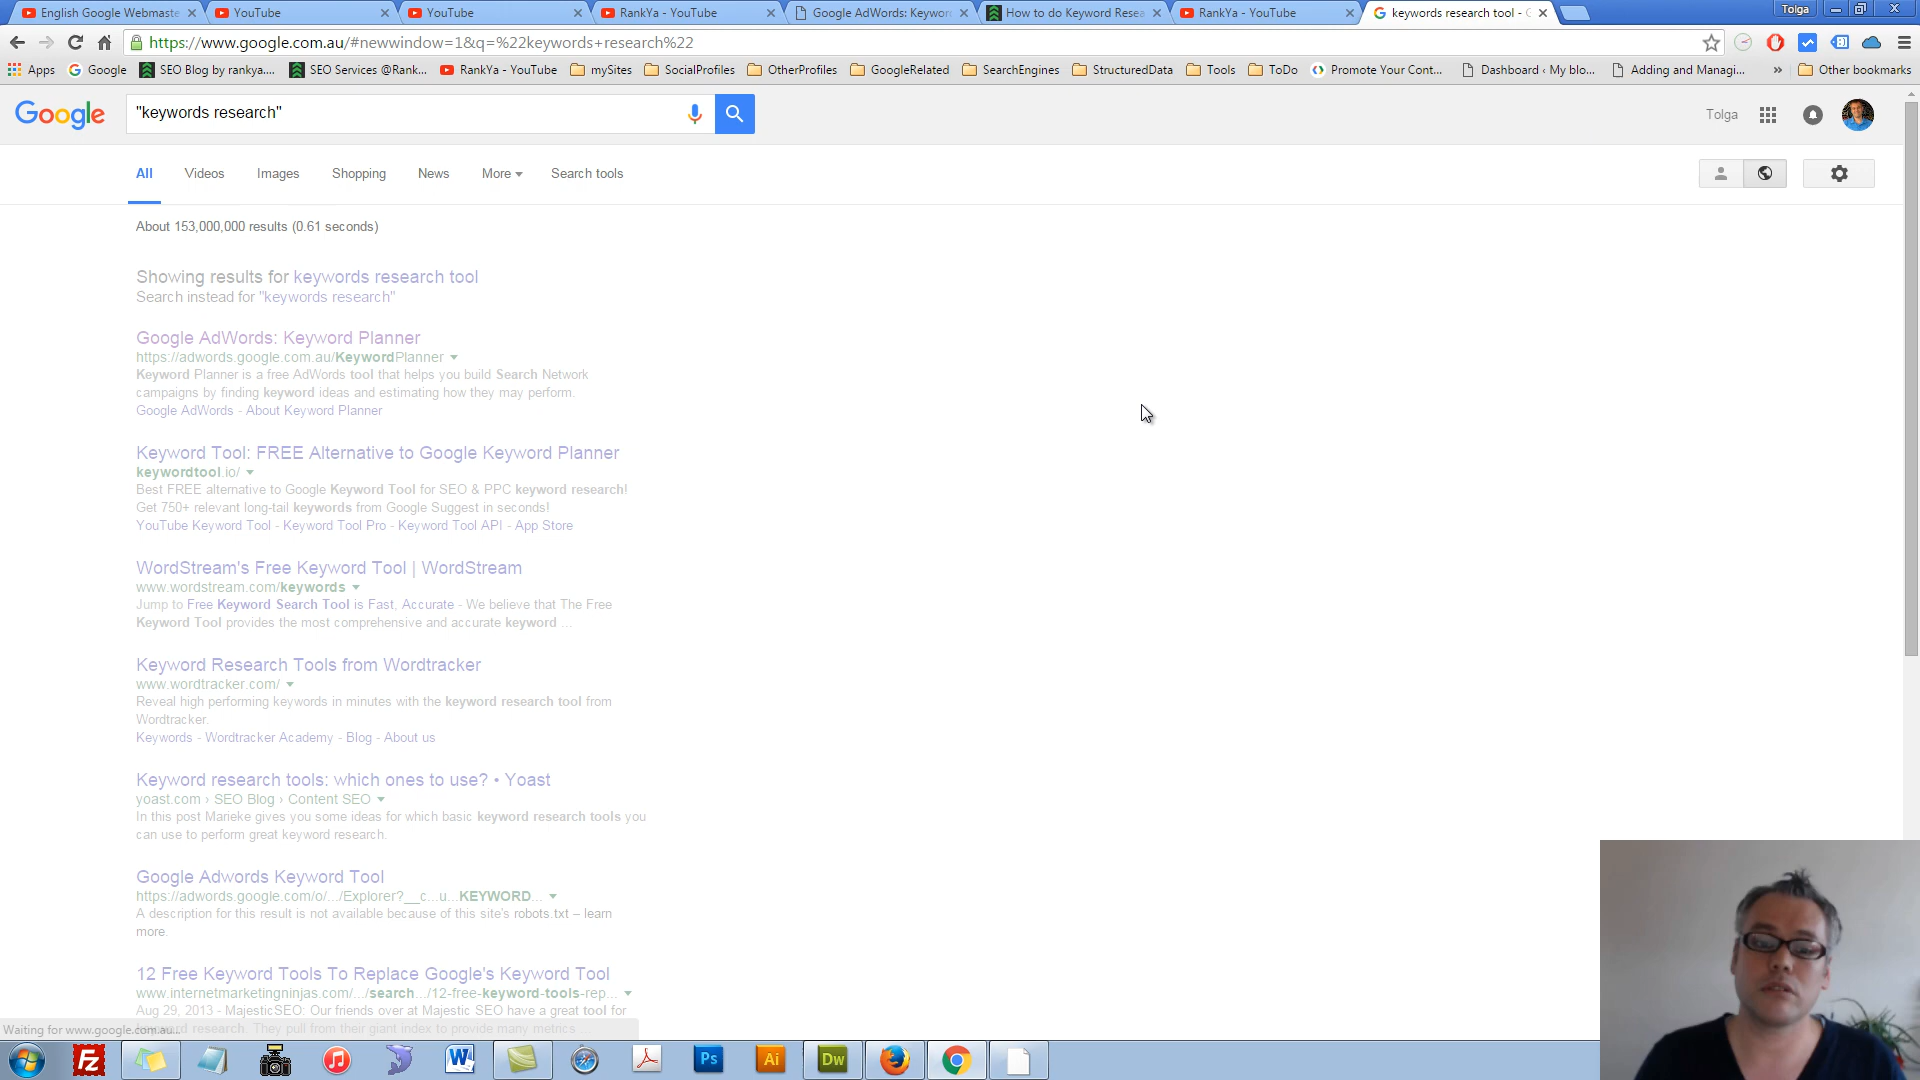 English Google Webmaste
YouTube
YouTube
RankYa - YouTube
Google AdWords: Keywor
How to do Keyword Resea
RankYa - YouTube
keywords research tool - G
Tolga
https://www.google.com.au/#newwindow=1&q=%22keywords+research%22
Apps
Google
SEO Blog by rankya....
SEO Services @Rank...
RankYa - YouTube
mySites
SocialProfiles
OtherProfiles
GoogleRelated
SearchEngines
StructuredData
Tools
ToDo
Promote Your Cont...
Dashboard ‹ My blo...
Adding and Managi...
»
Other bookmarks
Google
"keywords research"
Tolga
All
Videos
Images
Shopping
News
More
Search tools
About 153,000,000 results (0.61 seconds)
Showing results for keywords research tool
Search instead for "keywords research"
Google AdWords: Keyword Planner
https://adwords.google.com.au/KeywordPlanner
Keyword Planner is a free AdWords tool that helps you build Search Network
campaigns by finding keyword ideas and estimating how they may perform.
Google AdWords - About Keyword Planner
Keyword Tool: FREE Alternative to Google Keyword Planner
keywordtool.io/
Best FREE alternative to Google Keyword Tool for SEO & PPC keyword research!
Get 750+ relevant long-tail keywords from Google Suggest in seconds!
YouTube Keyword Tool - Keyword Tool Pro - Keyword Tool API - App Store
WordStream's Free Keyword Tool | WordStream
www.wordstream.com/keywords
Jump to Free Keyword Search Tool is Fast, Accurate - We believe that The Free
Keyword Tool provides the most comprehensive and accurate keyword ...
Keyword Research Tools from Wordtracker
www.wordtracker.com/
Reveal high performing keywords in minutes with the keyword research tool from
Wordtracker.
Keywords - Wordtracker Academy - Blog - About us
Keyword research tools: which ones to use? • Yoast
yoast.com › SEO Blog › Content SEO
In this post Marieke gives you some ideas for which basic keyword research tools you
can use to perform great keyword research.
Google Adwords Keyword Tool
https://adwords.google.com/o/.../Explorer?__c...u...KEYWORD...
A description for this result is not available because of this site's robots.txt – learn
more.
12 Free Keyword Tools To Replace Google's Keyword Tool
www.internetmarketingninjas.com/.../search.../12-free-keyword-tools-rep...
Aug 29, 2013 - MajesticSEO: Our friends over at Majestic SEO have a great tool for
keyword research. They pull from their giant index to provide many metrics ...
Waiting for www.google.com.au...
Fz
W
Ps
Ai
Dw